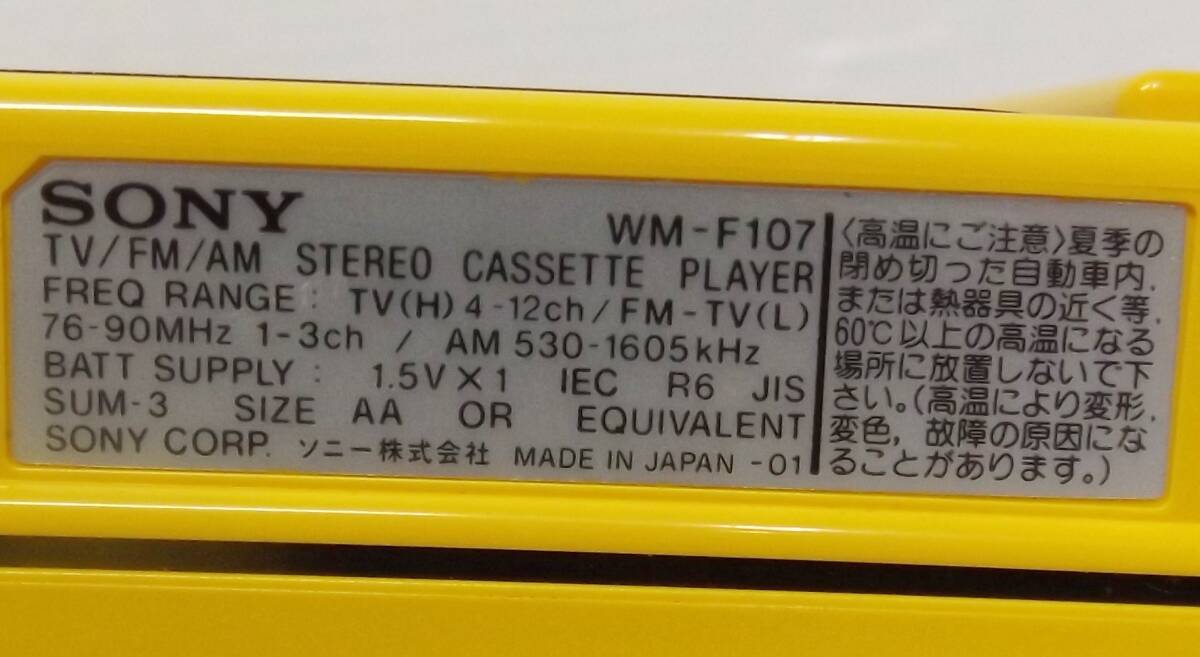 SONY WM-F107
TV/FM/AM STEREO CASSETTE PLAYER
FREQ RANGE: TV(H) 4-12ch/FM-TV(L)
76-90MHz 1-3ch / AM 530-1605kHz
BATT SUPPLY: 1.5V×1 IEC R6 JIS
SUM-3 SIZE AA OR EQUIVALENT
SONY CORP. ソニー株式会社 MADE IN JAPAN -01
〈高温にご注意〉夏季の
閉め切った自動車内,
または熱器具の近く等,
60℃以上の高温になる
場所に放置しないで下
さい。(高温により変形,
変色,故障の原因にな
ることがあります。)